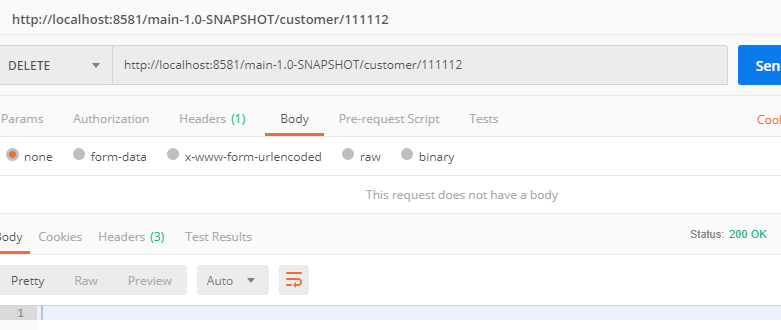 http://localhost:8581/main-1.0-SNAPSHOT/customer/111112
DELETE http://localhost:8581/main-1.0-SNAPSHOT/customer/111112 Sen
Params Authorization Headers (1) Body Pre-request Script Tests Cool
none form-data x-www-form-urlencoded raw binary
This request does not have a body
Body Cookies Headers (3) Test Results Status: 200 OK
Pretty Raw Preview Auto
1